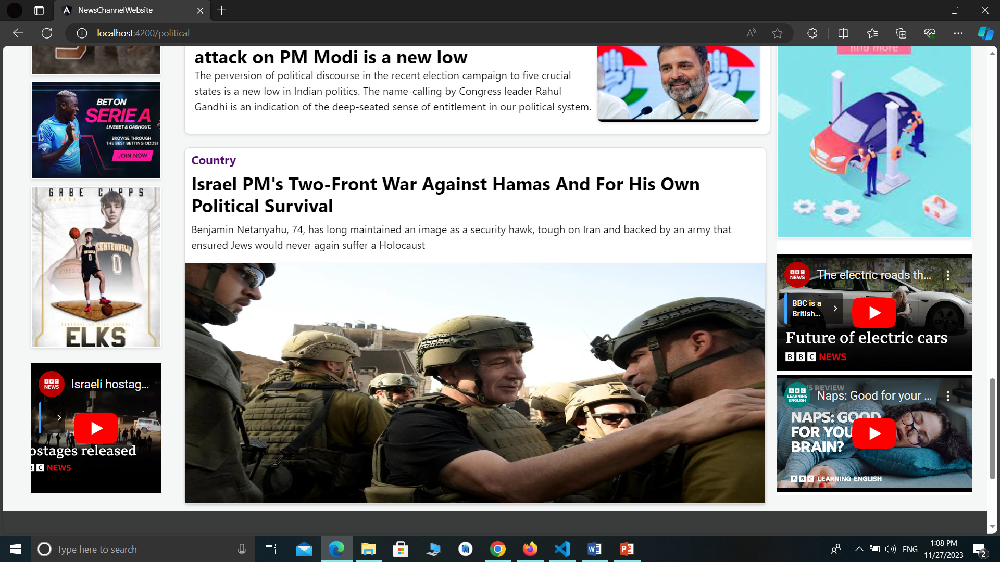 NewsChannelWebsite
localhost:4200/political
find more
attack on PM Modi is a new low
The perversion of political discourse in the recent election campaign to five crucial
states is a new low in Indian politics. The name-calling by Congress leader Rahul
Gandhi is an indication of the deep-seated sense of entitlement in our political system.
BET ON
SERIE A
LIVEBET & CASHOUT.
BROWSE THROUGH
THE BEST BETTING ODDS!
JOIN NOW
GABE CUPPS
SENIOR
CENTERVILLE
0
CENTERVILLE
0
OHSA
ELKS
BBC
NEWS
Israeli hostag...
ostages released
B C NEWS
Country
Israel PM's Two-Front War Against Hamas And For His Own
Political Survival
Benjamin Netanyahu, 74, has long maintained an image as a security hawk, tough on Iran and backed by an army that
ensured Jews would never again suffer a Holocaust
BBC
NEWS
The electric roads th...
BBC is a
British...
Future of electric cars
BBC NEWS
'S REVIEW
BBC
LEARNING
ENGLISH
Naps: Good for your ...
NAPS: GOOD
FOR YOU
BRAIN?
BBC LEARNING ENGLISH
Type here to search
ENG
1:08 PM
11/27/2023
2